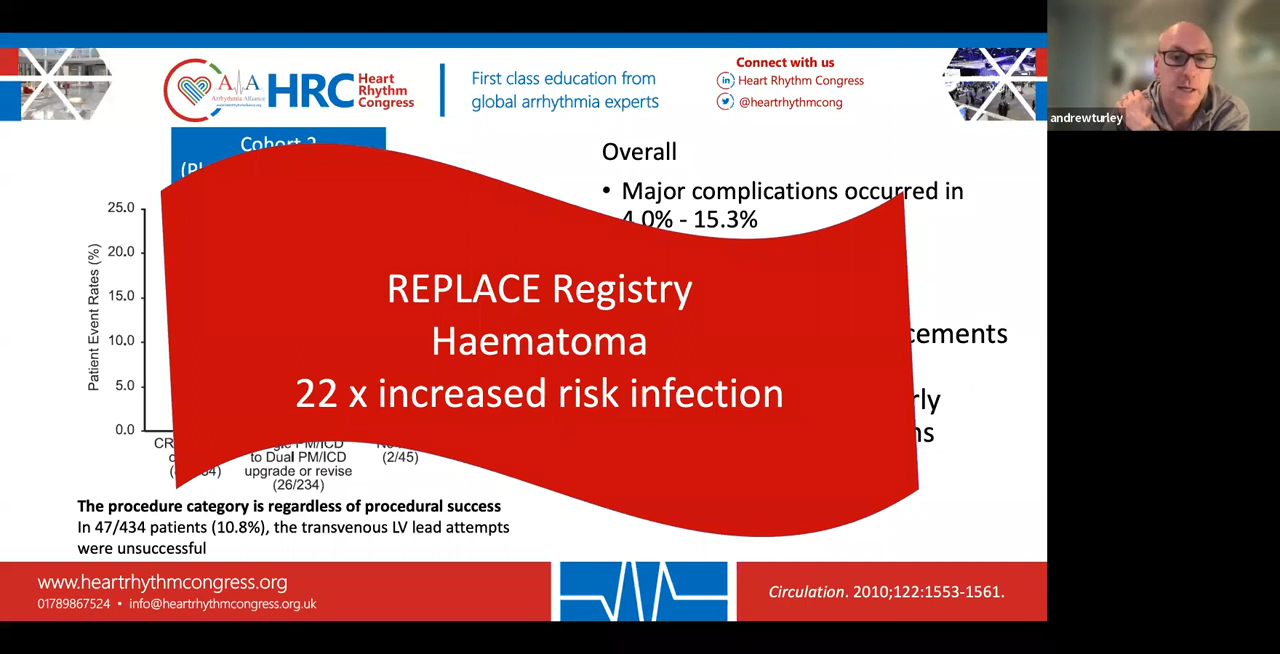 Heart
Rhythm
Congress
HRC
Arrhythmia Alliance
First class education from
global arrhythmia experts
Connect with us
in Heart Rhythm Congress
@heartrhythmcong
andrewturley
Cohort 2
Overall
• Major complications occurred in
4.0% - 15.3%
REPLACE Registry
Haematoma
22 x increased risk infection
Patient Event Rates (%)
25.0
20.0
15.0
10.0
5.0
0.0
to Dual PM/ICD
upgrade or revise
(26/234)
(2/45)
The procedure category is regardless of procedural success
In 47/434 patients (10.8%), the transvenous LV lead attempts
were unsuccessful
www.heartrhythmcongress.org
01789867524 • info@heartrhythmcongress.org.uk
Circulation. 2010;122:1553-1561.